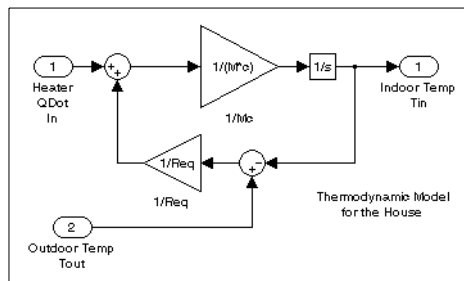 1
Heater
QDot
In
+
+
1/(M*c)
1/Mc
1/s
1
Indoor Temp
Tin
1/Req
1/Req
−
+
Thermodynamic Model
for the House
2
Outdoor Temp
Tout